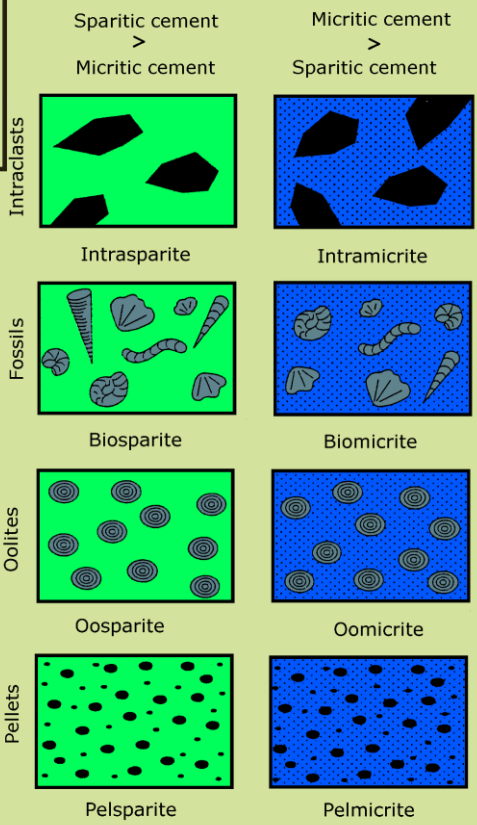 Sparitic cement
>
Micritic cement
Micritic cement
>
Sparitic cement
Intraclasts
Intrasparite
Intramicrite
Fossils
Biosparite
Biomicrite
Oolites
Oosparite
Oomicrite
Pellets
Pelsparite
Pelmicrite